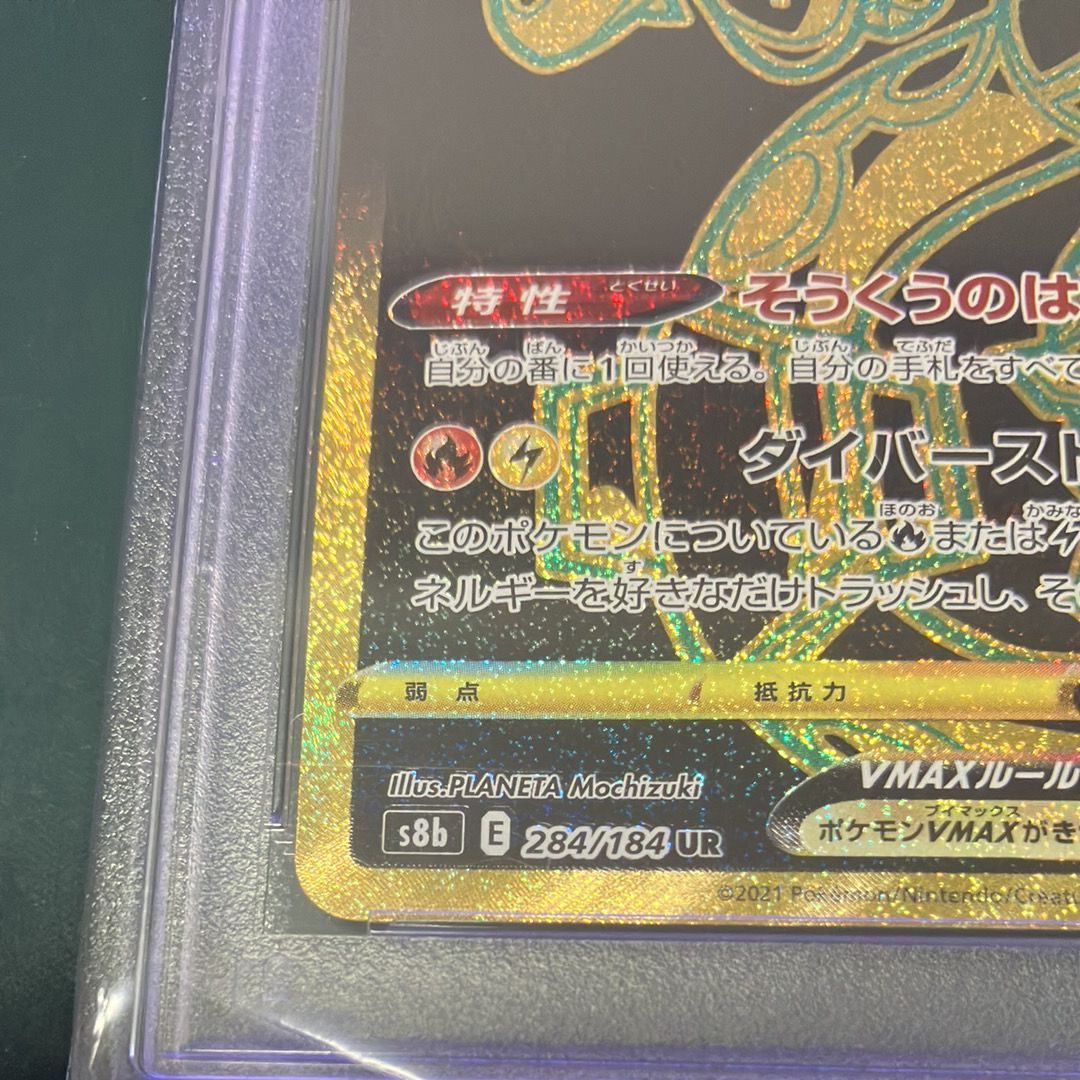 とくせい
特性 そうくうのは
じぶん ばん かいつか じぶん てふだ
自分の番に1回使える。自分の手札をすべて
ダイバースト
ほのお かみな
このポケモンについているまたは
す
ネルギーを好きなだけトラッシュし、そ
弱点 抵抗力
Illus.PLANETA Mochizuki
VMAXルール
s8b E 284/184 UR
ブイマックス
ポケモンVMAXがき
©2021 Pokémon/Nintendo/Creatu